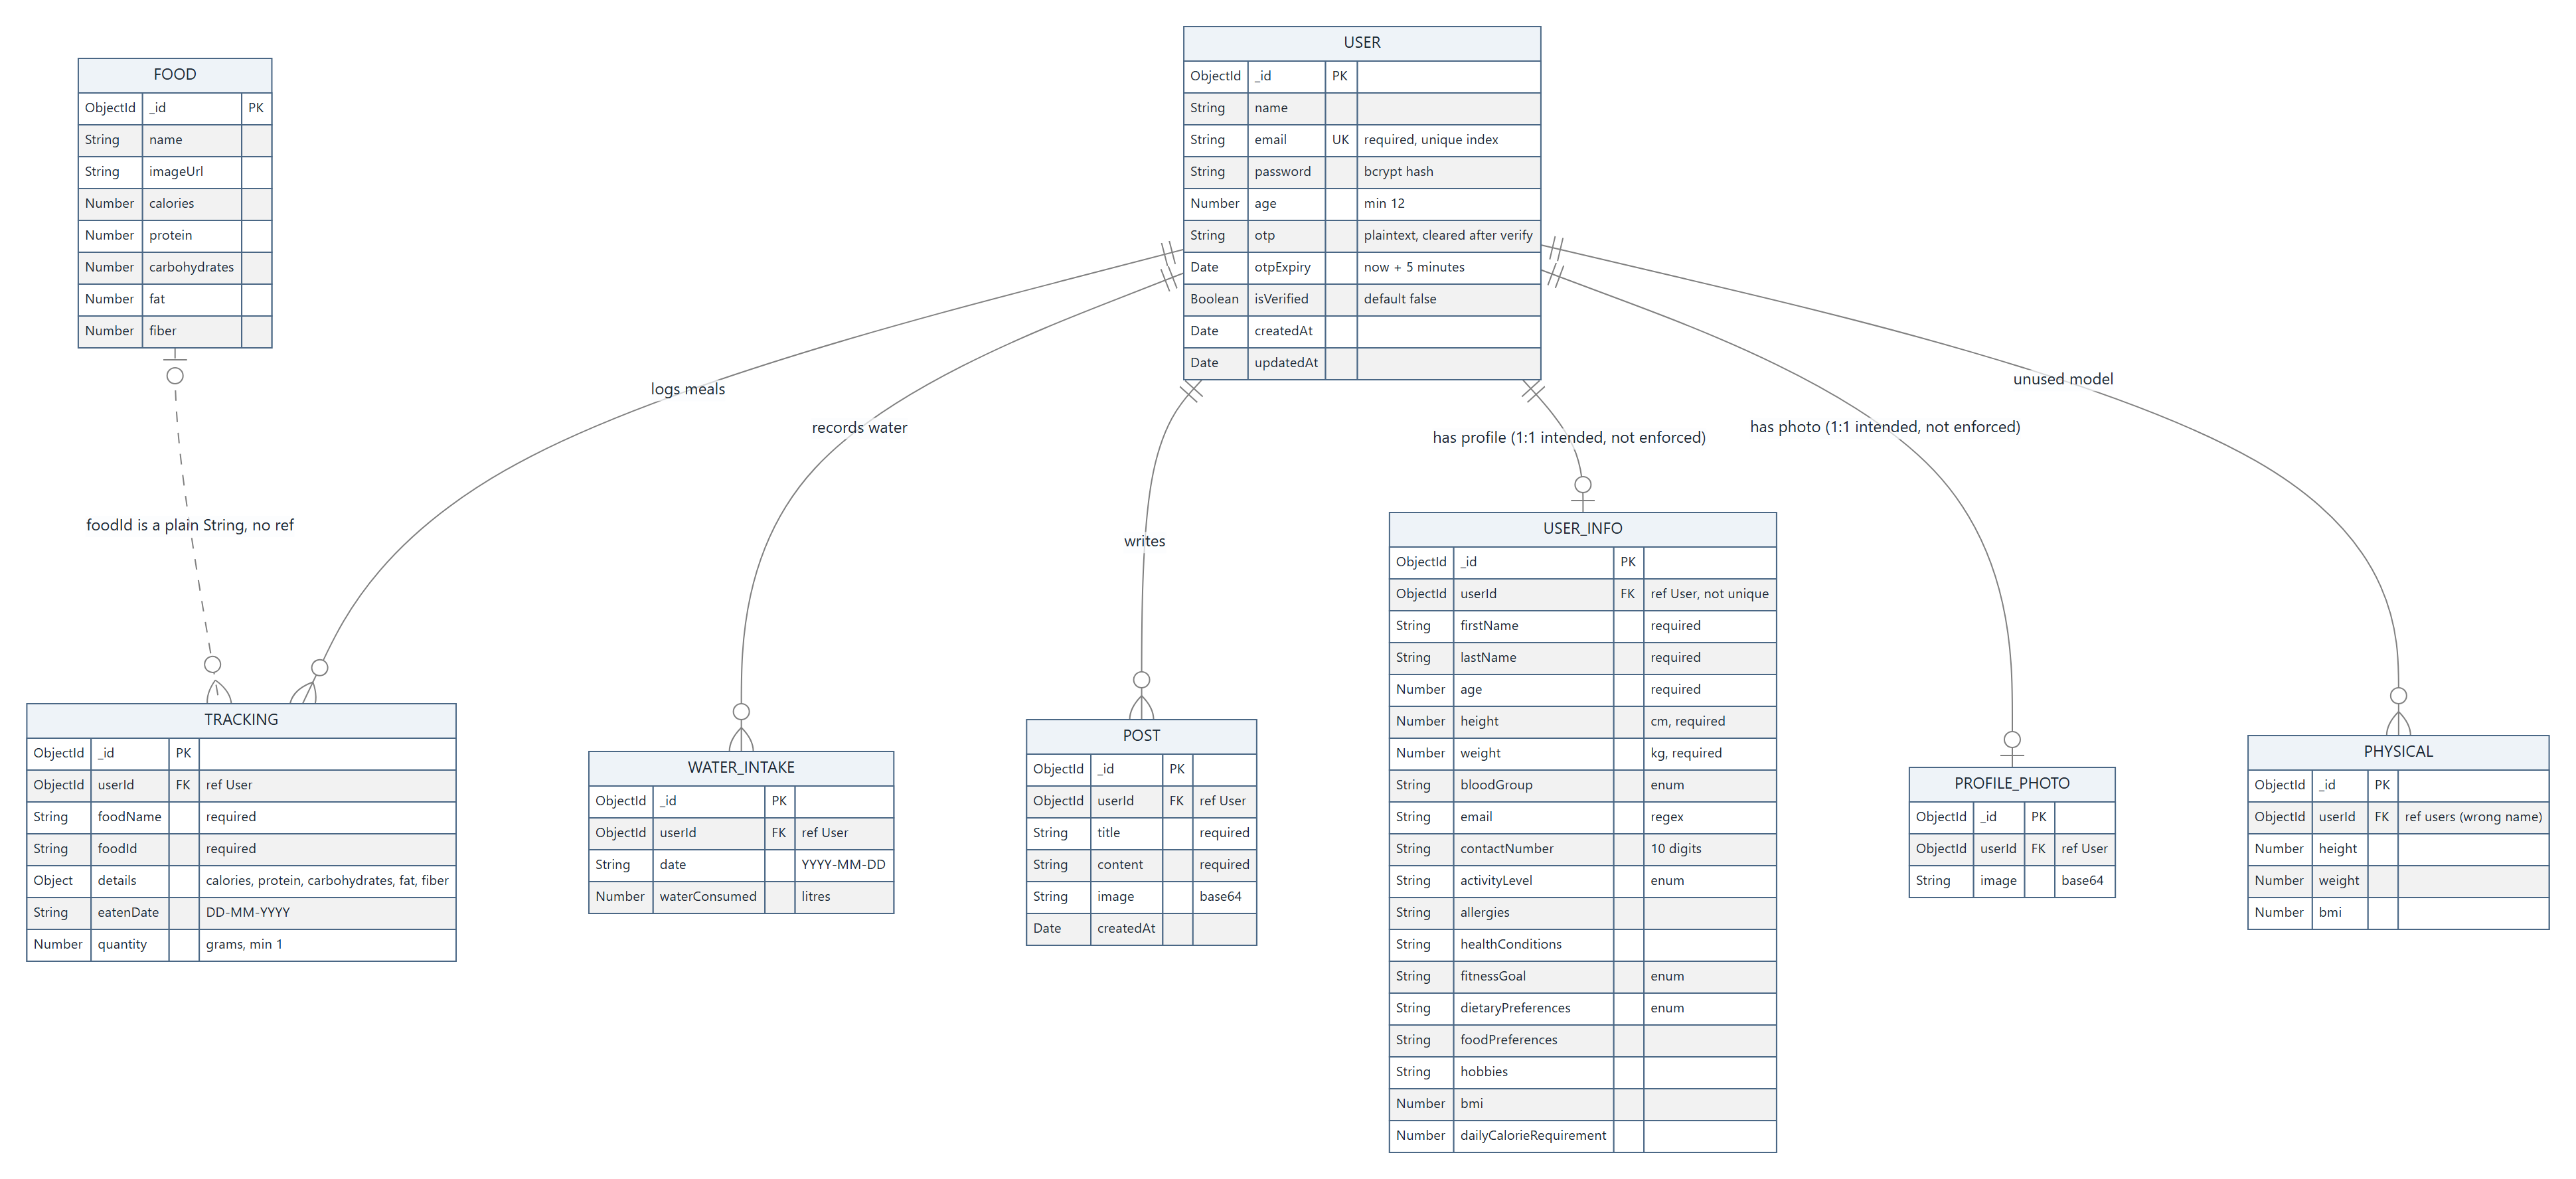 USER
ObjectId _id PK
String name
String email UK required, unique index
String password bcrypt hash
Number age min 12
String otp plaintext, cleared after verify
Date otpExpiry now + 5 minutes
Boolean isVerified default false
Date createdAt
Date updatedAt
FOOD
ObjectId _id PK
String name
String imageUrl
Number calories
Number protein
Number carbohydrates
Number fat
Number fiber
logs meals
records water
writes
has profile (1:1 intended, not enforced)
has photo (1:1 intended, not enforced)
unused model
foodId is a plain String, no ref
TRACKING
ObjectId _id PK
ObjectId userId FK ref User
String foodName required
String foodId required
Object details calories, protein, carbohydrates, fat, fiber
String eatenDate DD-MM-YYYY
Number quantity grams, min 1
WATER_INTAKE
ObjectId _id PK
ObjectId userId FK ref User
String date YYYY-MM-DD
Number waterConsumed litres
POST
ObjectId _id PK
ObjectId userId FK ref User
String title required
String content required
String image base64
Date createdAt
USER_INFO
ObjectId _id PK
ObjectId userId FK ref User, not unique
String firstName required
String lastName required
Number age required
Number height cm, required
Number weight kg, required
String bloodGroup enum
String email regex
String contactNumber 10 digits
String activityLevel enum
String allergies
String healthConditions
String fitnessGoal enum
String dietaryPreferences enum
String foodPreferences
String hobbies
Number bmi
Number dailyCalorieRequirement
PROFILE_PHOTO
ObjectId _id PK
ObjectId userId FK ref User
String image base64
PHYSICAL
ObjectId _id PK
ObjectId userId FK ref users (wrong name)
Number height
Number weight
Number bmi